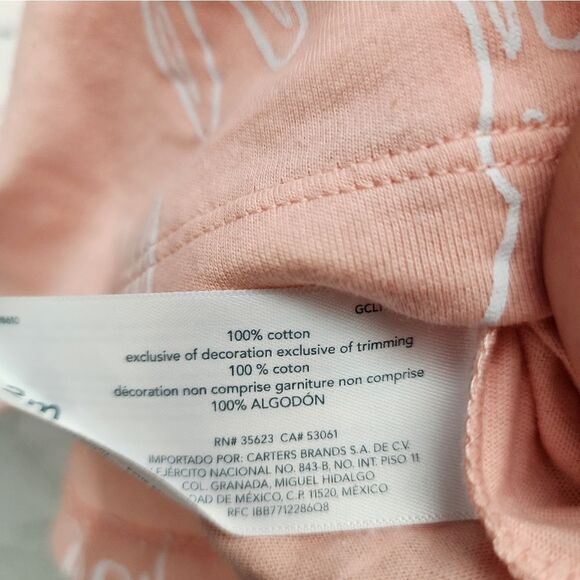 GCL1
100% cotton
exclusive of decoration exclusive of trimming
100 % coton
décoration non comprise garniture non comprise
100% ALGODÓN
RN# 35623 CA# 53061
IMPORTADO POR: CARTERS BRANDS S.A. DE C.V.
EJÉRCITO NACIONAL NO. 843-B, NO. INT. PISO 11
COL. GRANADA, MIGUEL HIDALGO
DAD DE MÉXICO, C.P. 11520, MÉXICO
RFC IBB7712286Q8